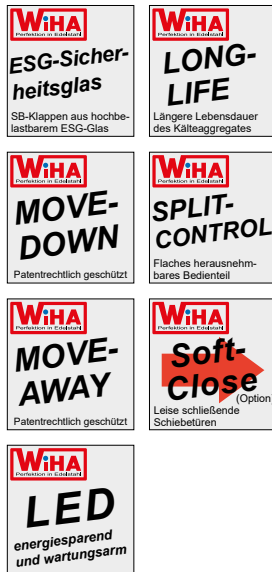 WiHA
Perfektion in Edelstahl
ESG-Sicher-
heitsglas
SB-Klappen aus hochbe-
lastbarem ESG-Glas
WiHA
Perfektion in Edelstahl
LONG-
LIFE
Längere Lebensdauer
des Kälteaggregates
WiHA
Perfektion in Edelstahl
MOVE-
DOWN
Patentrechtlich geschützt
WiHA
Perfektion in Edelstahl
SPLIT-
CONTROL
Flaches herausnehm-
bares Bedienteil
WiHA
Perfektion in Edelstahl
MOVE-
AWAY
Patentrechtlich geschützt
WiHA
Perfektion in Edelstahl
Soft-
Close
(Option)
Leise schließende
Schiebetüren
WiHA
Perfektion in Edelstahl
LED
energiesparend
und wartungsarm